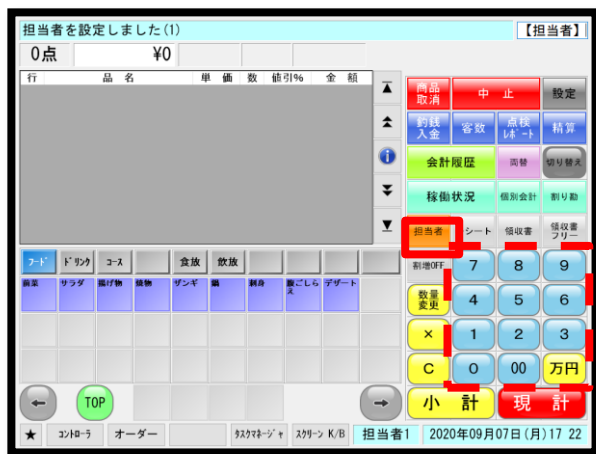 担当者を設定しました(1) 【担当者】
0点 ¥0
行 品 名 単 価 数 値引% 金 額
商品取消 中 止 設定
釣銭入金 客数 点検ﾚﾎﾟｰﾄ 精算
会計履歴 両替 切り替え
稼働状況 個別会計 割り勘
担当者 シート 領収書 領収書フリー
フード ドリンク コース 食放 飲放 割増OFF 7 8 9
前菜 サラダ 揚げ物 焼物 ザンギ 鍋 刺身 腹ごしらえ デザート 数量変更 4 5 6
× 1 2 3
C 0 00 万円
TOP 小 計 現 計
★ ｺﾝﾄﾛｰﾗ オーダー ﾀｽｸﾏﾈｰｼﾞｬ ｽｸﾘｰﾝ K/B 担当者1 2020年09月07日(月)17 22